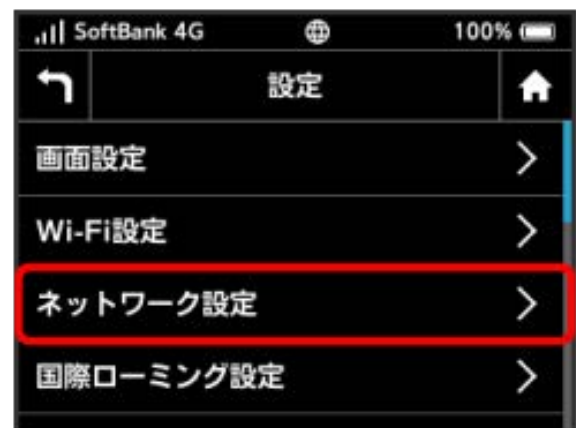 SoftBank 4G 100%
設定
画面設定
Wi-Fi設定
ネットワーク設定
国際ローミング設定